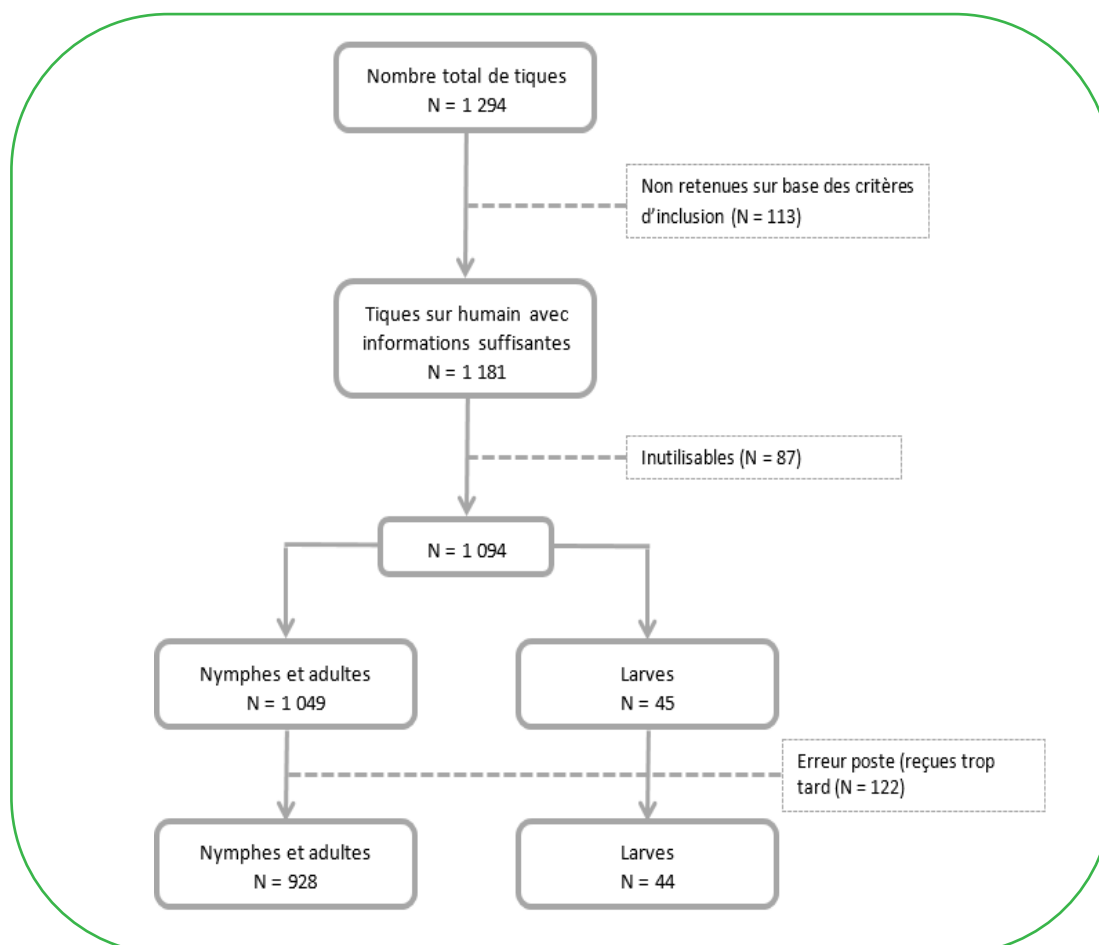 Nombre total de tiques
N = 1 294
Non retenues sur base des critères
d'inclusion (N = 113)
Tiques sur humain avec
informations suffisantes
N = 1 181
Inutilisables (N = 87)
N = 1 094
Nymphes et adultes
N = 1 049
Larves
N = 45
Erreur poste (reçues trop
tard (N = 122)
Nymphes et adultes
N = 928
Larves
N = 44